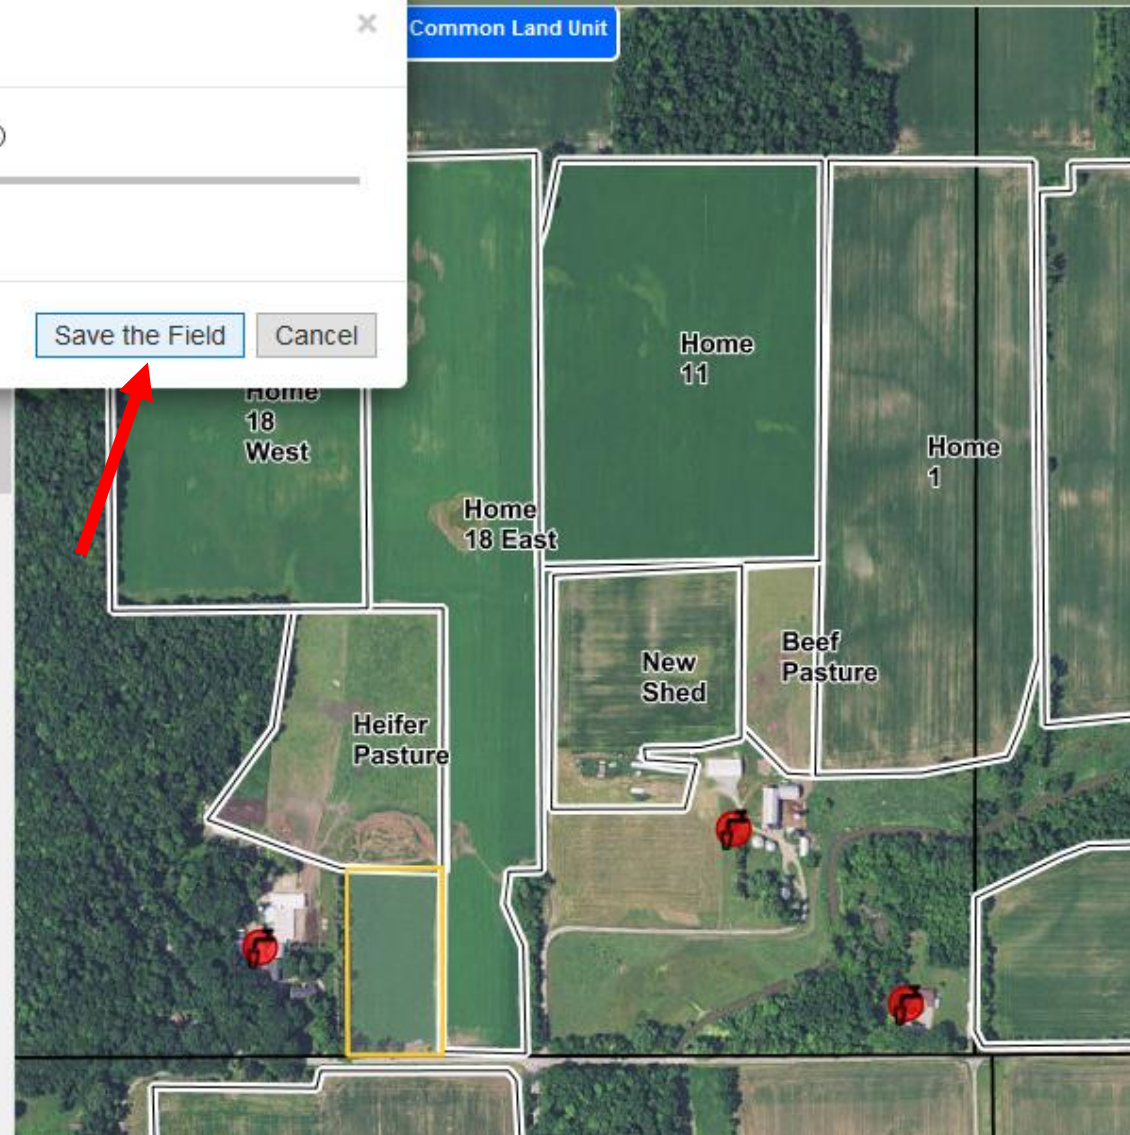 ×
Common Land Unit
Save the Field
Cancel
Home
11
Home
18
West
Home
1
Home
18 East
New
Shed
Beef
Pasture
Heifer
Pasture